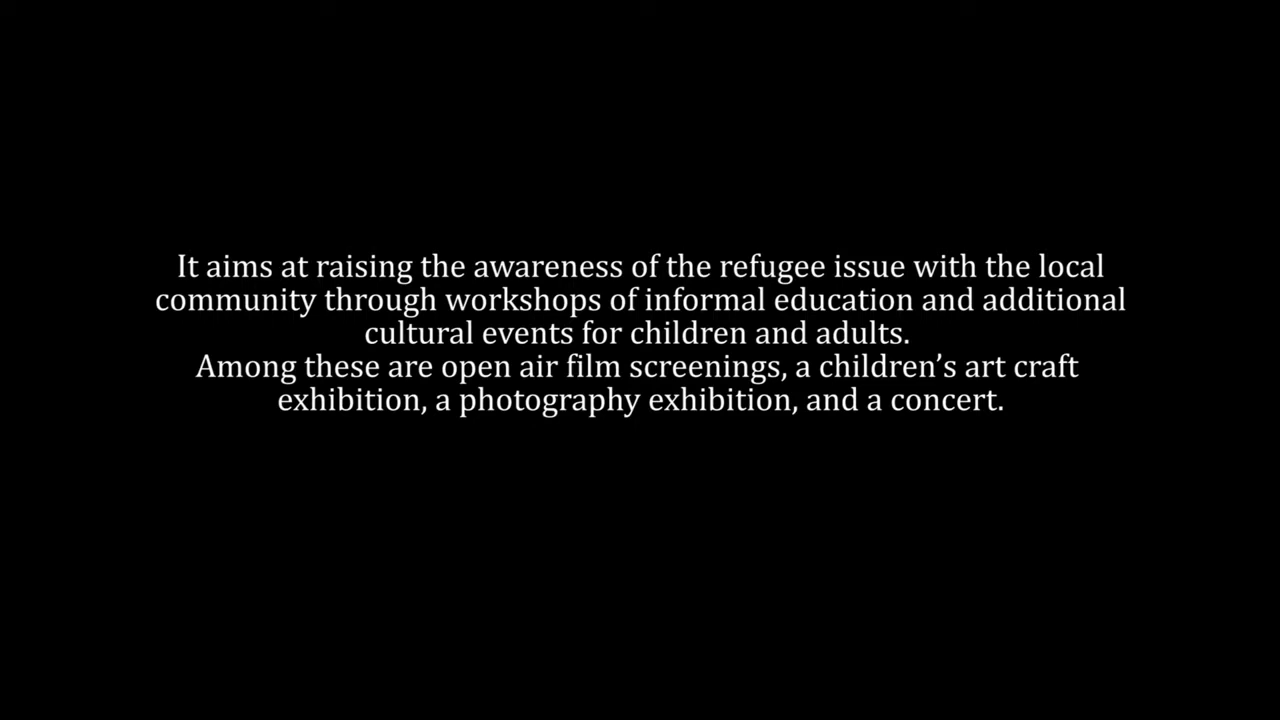 It aims at raising the awareness of the refugee issue with the local
community through workshops of informal education and additional
cultural events for children and adults.
Among these are open air film screenings, a children’s art craft
exhibition, a photography exhibition, and a concert.